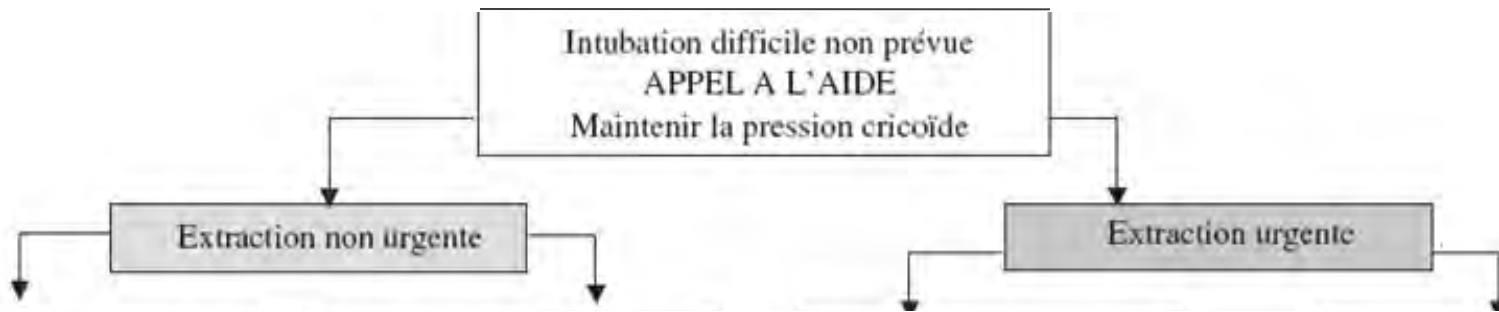 Intubation difficile non prévue
APPEL A L'AIDE
Maintenir la pression cricoïde
Extraction non urgente
Extraction urgente